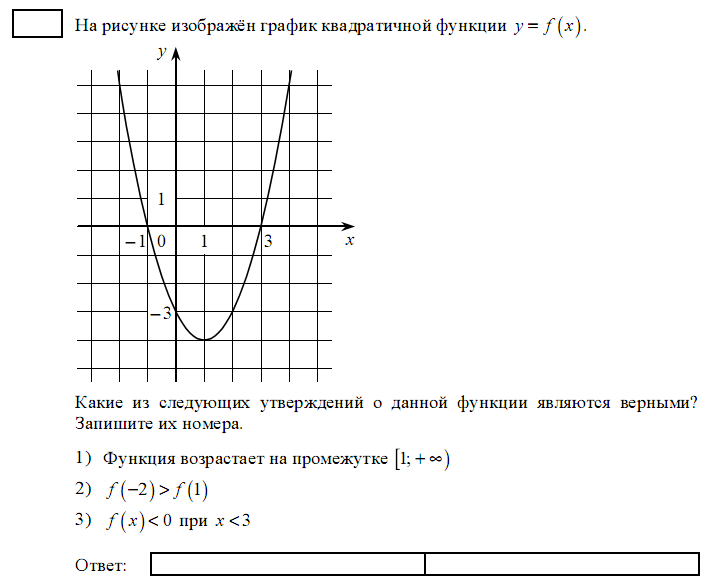 На рисунке изображён график квадратичной функции y = f(x).
y
1
−1 0 1 3 x
−3
Какие из следующих утверждений о данной функции являются верными?
Запишите их номера.
1) Функция возрастает на промежутке [1; +∞)
2) f(−2) > f(1)
3) f(x) < 0 при x < 3
Ответ: